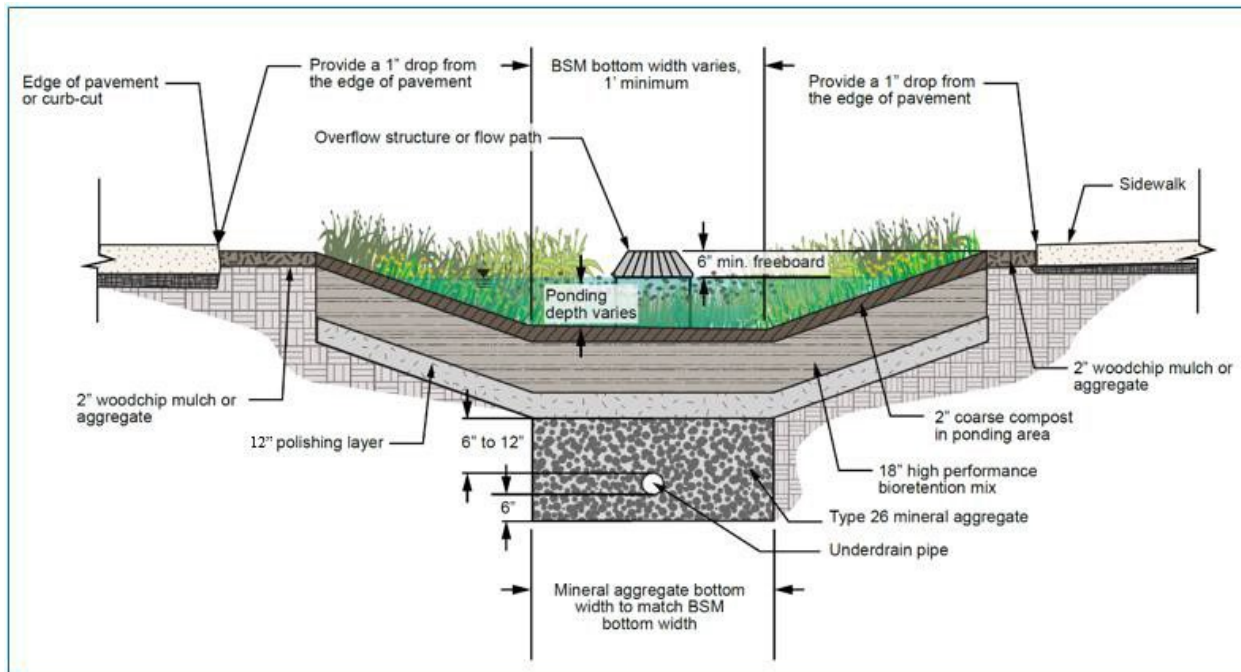 Edge of pavement
or curb-cut
Provide a 1" drop from
the edge of pavement
BSM bottom width varies,
1' minimum
Provide a 1" drop from
the edge of pavement
Overflow structure or flow path
Sidewalk
6" min. freeboard
Ponding
depth varies
2" woodchip mulch or
aggregate
12" polishing layer
6" to 12"
6"
2" woodchip mulch or
aggregate
2" coarse compost
in ponding area
18" high performance
bioretention mix
Type 26 mineral aggregate
Underdrain pipe
Mineral aggregate bottom
width to match BSM
bottom width